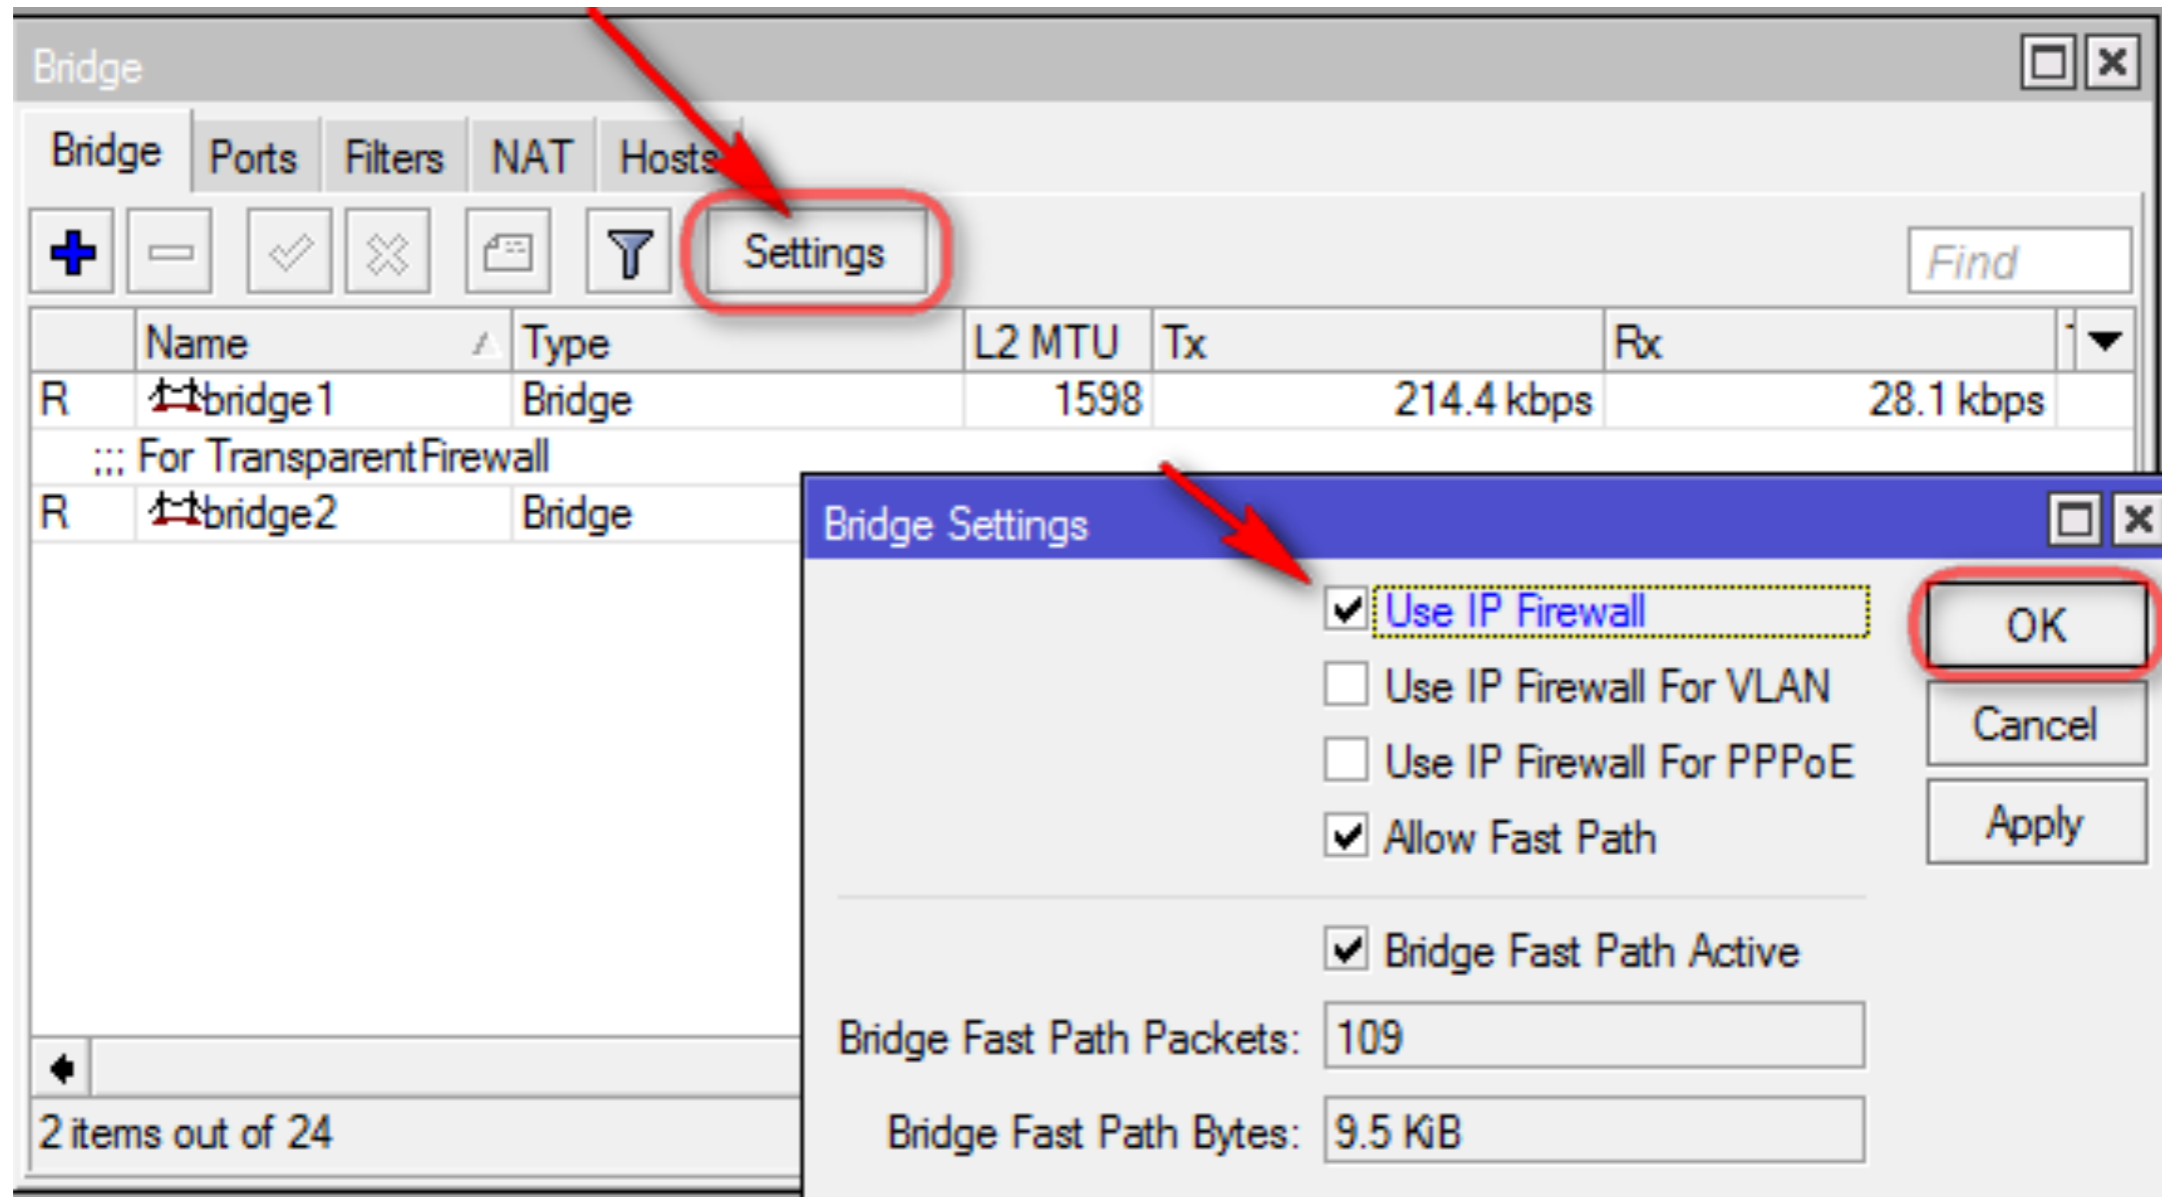 Bridge
Bridge Ports Filters NAT Hosts
Settings Find
Name Type L2 MTU Tx Rx
R bridge1 Bridge 1598 214.4 kbps 28.1 kbps
;;; For TransparentFirewall
R bridge2 Bridge
Bridge Settings
Use IP Firewall OK
Use IP Firewall For VLAN
Cancel
Use IP Firewall For PPPoE
Allow Fast Path Apply
Bridge Fast Path Active
Bridge Fast Path Packets: 109
Bridge Fast Path Bytes: 9.5 KiB
2 items out of 24